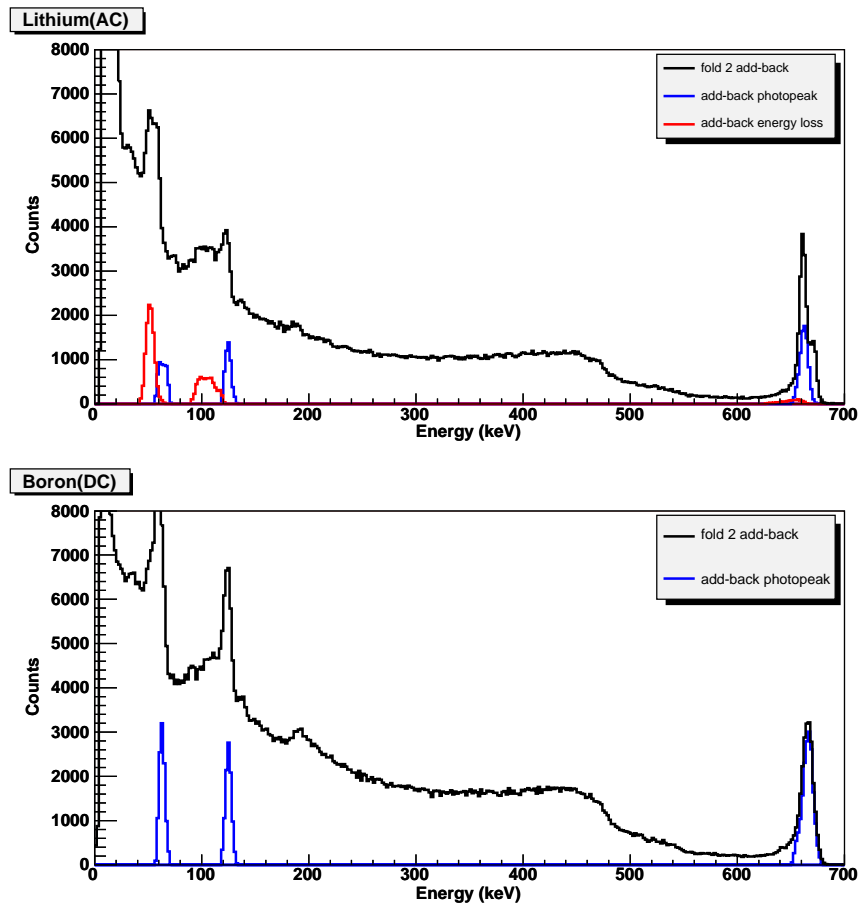 Lithium(AC)
8000
7000
6000
5000
4000
3000
2000
1000
0
Counts
fold 2 add-back
add-back photopeak
add-back energy loss
0 100 200 300 400 500 600 700
Energy (keV)
Boron(DC)
8000
7000
6000
5000
4000
3000
2000
1000
0
Counts
fold 2 add-back
add-back photopeak
0 100 200 300 400 500 600 700
Energy (keV)